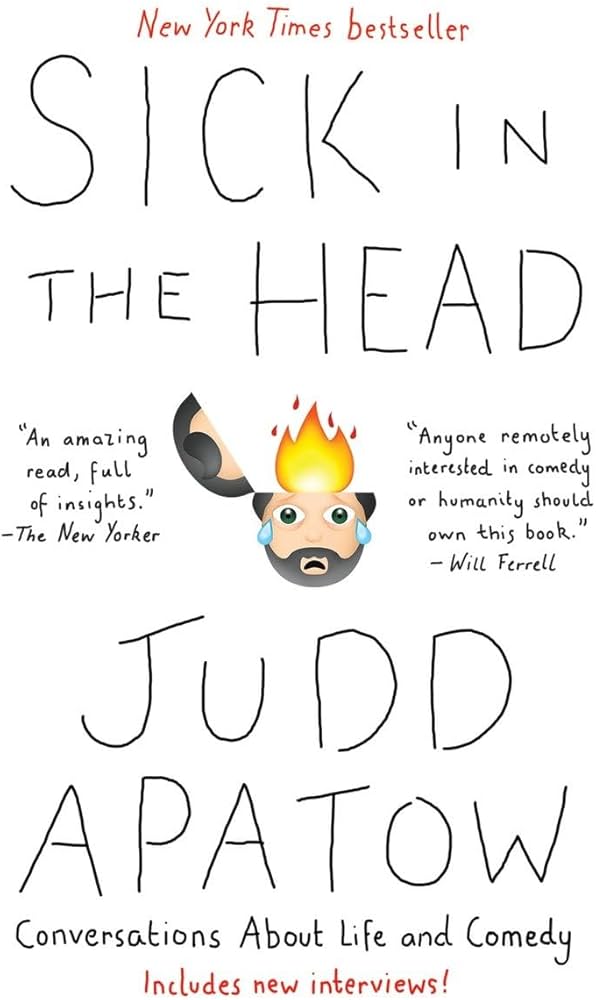 New York Times bestseller
SICK IN
THE HEAD
"An amazing
read, full
of insights."
—The New Yorker
"Anyone remotely
interested in comedy
or humanity should
own this book."
— Will Ferrell
JUDD
APATOW
Conversations About Life and Comedy
Includes new interviews!